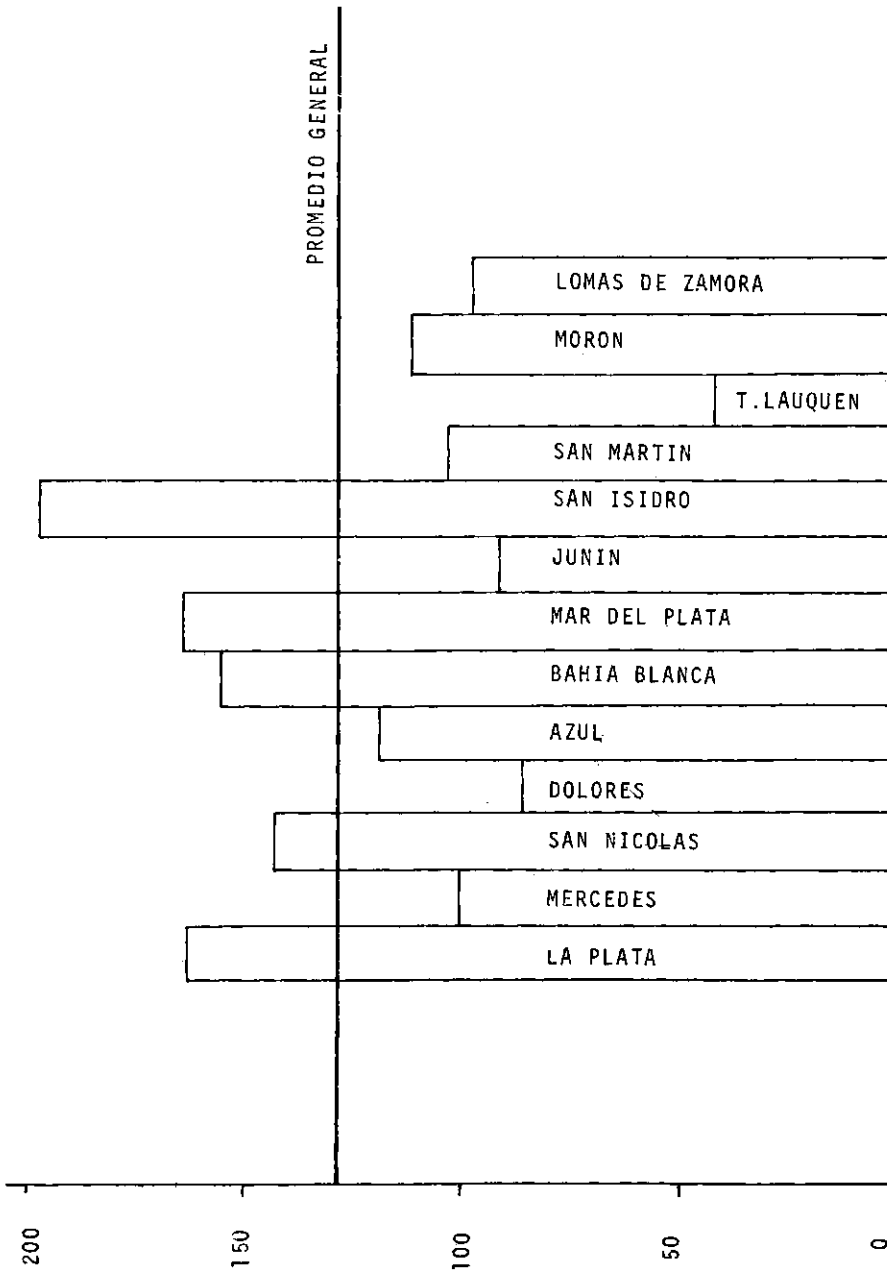 PROMEDIO GENERAL
LOMAS DE ZAMORA
MORON
T.LAUQUEN
SAN MARTIN
SAN ISIDRO
JUNIN
MAR DEL PLATA
BAHIA BLANCA
AZUL
DOLORES
SAN NICOLAS
MERCEDES
LA PLATA
200
150
100
50
0